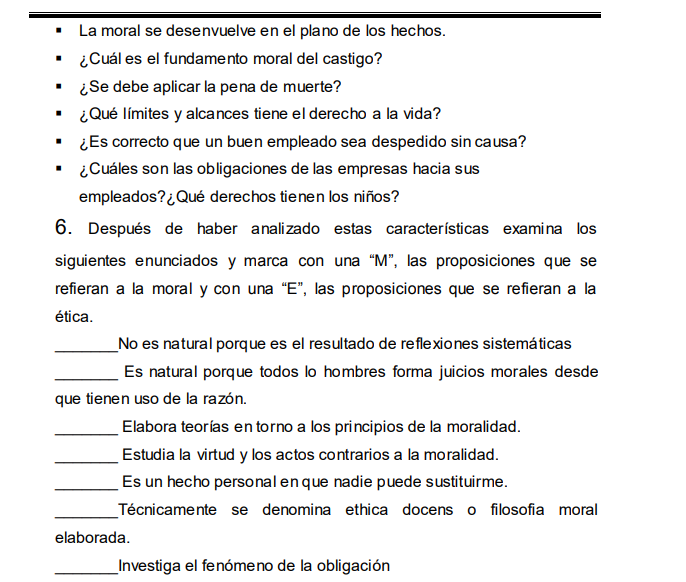 ▪ La moral se desenvuelve en el plano de los hechos.
▪ ¿Cuál es el fundamento moral del castigo?
▪ ¿Se debe aplicar la pena de muerte?
▪ ¿Qué límites y alcances tiene el derecho a la vida?
▪ ¿Es correcto que un buen empleado sea despedido sin causa?
▪ ¿Cuáles son las obligaciones de las empresas hacia sus
empleados?¿Qué derechos tienen los niños?
6. Después de haber analizado estas características examina los
siguientes enunciados y marca con una “M”, las proposiciones que se
refieran a la moral y con una “E”, las proposiciones que se refieran a la
ética.
_______No es natural porque es el resultado de reflexiones sistemáticas
_______ Es natural porque todos lo hombres forma juicios morales desde
que tienen uso de la razón.
_______ Elabora teorías en torno a los principios de la moralidad.
_______ Estudia la virtud y los actos contrarios a la moralidad.
_______ Es un hecho personal en que nadie puede sustituirme.
_______Técnicamente se denomina ethica docens o filosofia moral
elaborada.
_______Investiga el fenómeno de la obligación